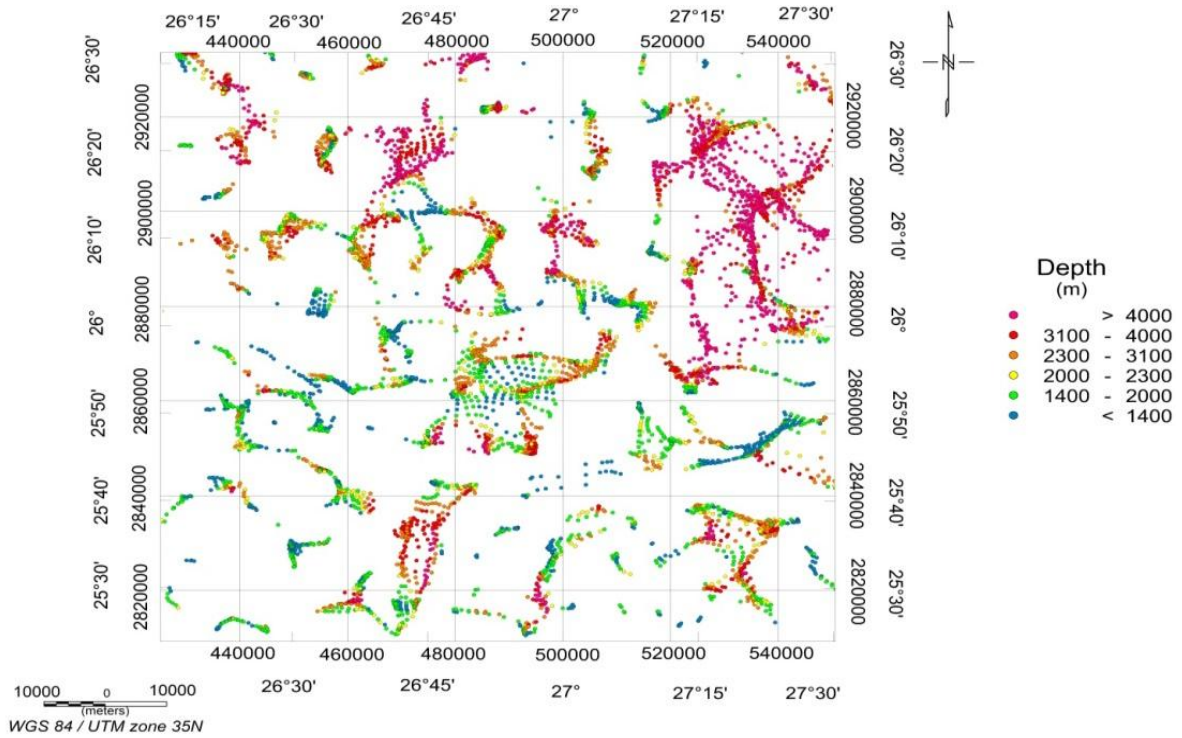 26°15' 26°30' 26°45' 27° 27°15' 27°30'
440000 460000 480000 500000 520000 540000
26°30' 26°20' 26°10' 26° 25°50' 25°40' 25°30'
2920000 2900000 2880000 2860000 2840000 2820000
2920000 2900000 2880000 2860000 2840000 2820000
26°30' 26°20' 26°10' 26° 25°50' 25°40' 25°30'
N
Depth
(m)
> 4000
3100 - 4000
2300 - 3100
2000 - 2300
1400 - 2000
< 1400
440000 460000 480000 500000 520000 540000
26°30' 26°45' 27° 27°15' 27°30'
10000 0 10000
(meters)
WGS 84 / UTM zone 35N